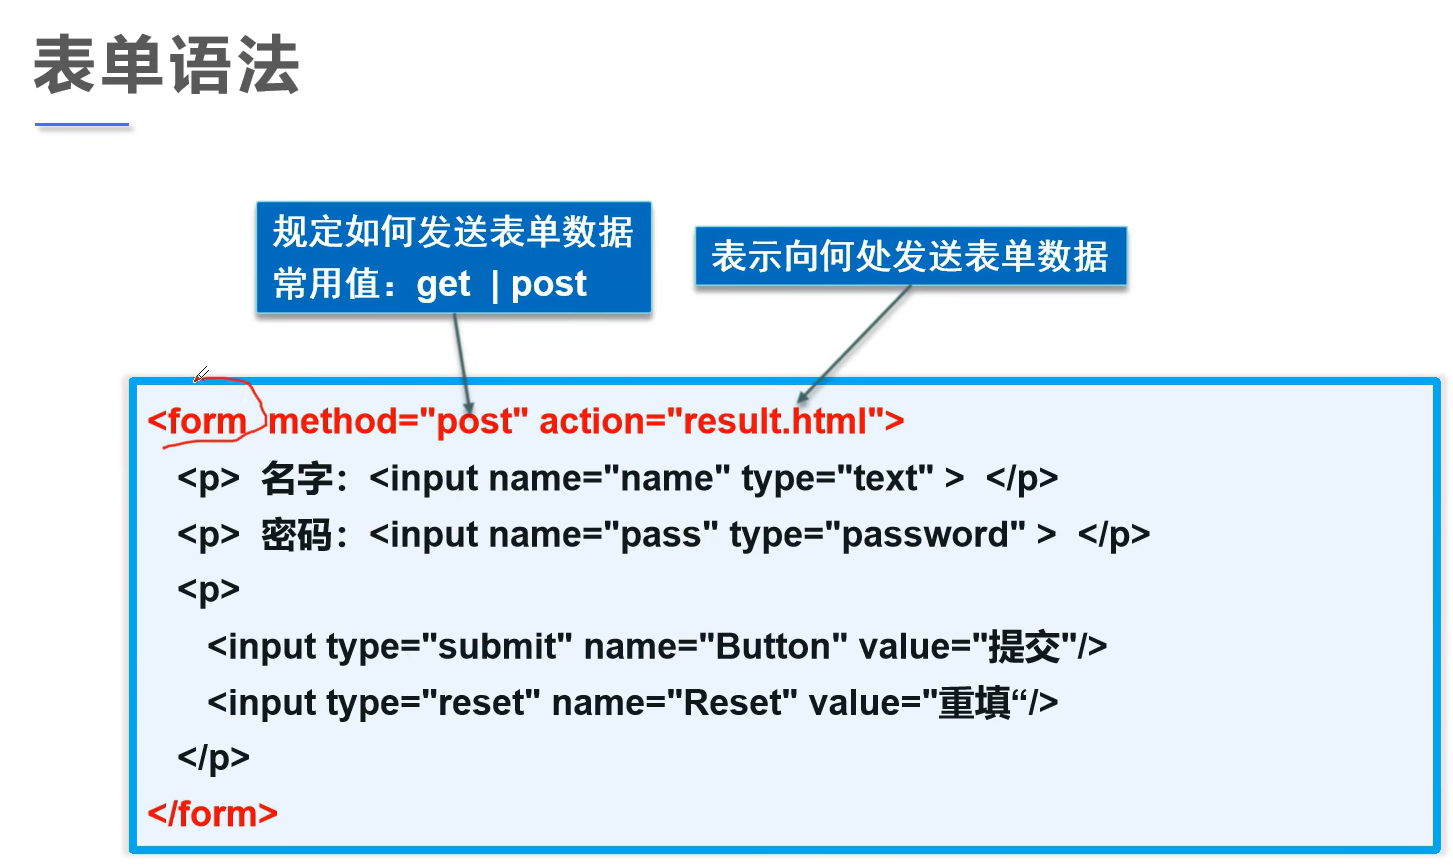 表单语法
规定如何发送表单数据
常用值：get | post
表示向何处发送表单数据
<form method="post" action="result.html">
<p> 名字：<input name="name" type="text" > </p>
<p> 密码：<input name="pass" type="password" > </p>
<p>
<input type="submit" name="Button" value="提交"/>
<input type="reset" name="Reset" value="重填“/>
</p>
</form>